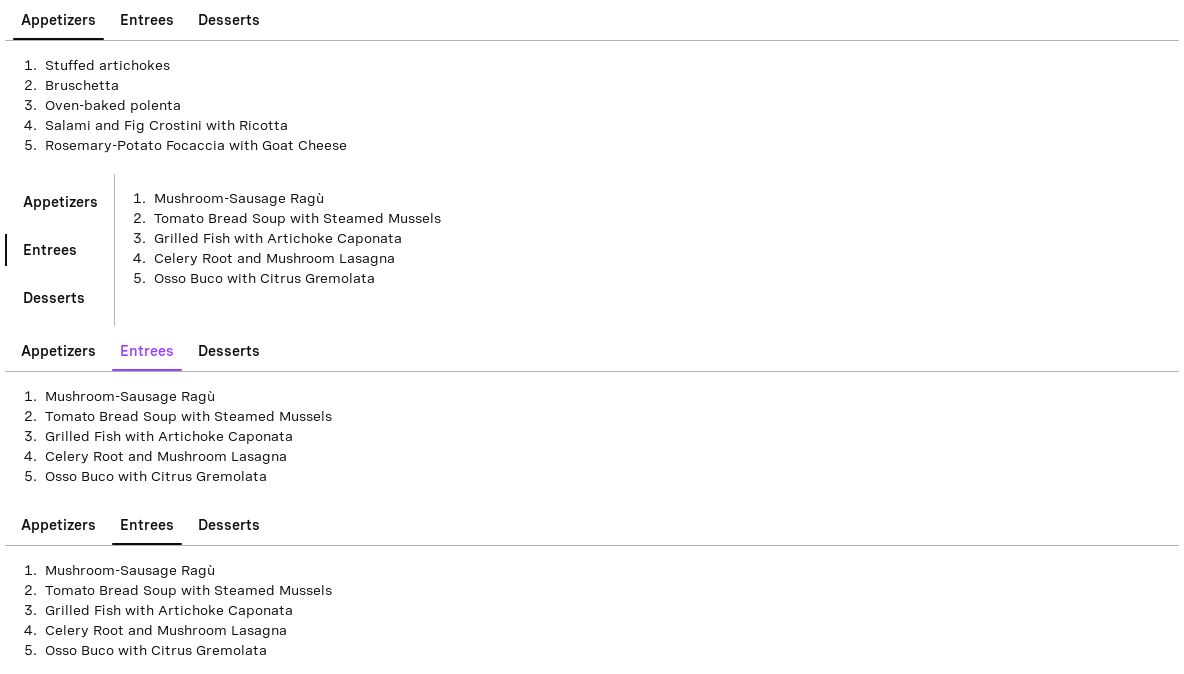 Appetizers Entrees Desserts
1. Stuffed artichokes
2. Bruschetta
3. Oven-baked polenta
4. Salami and Fig Crostini with Ricotta
5. Rosemary-Potato Focaccia with Goat Cheese
Appetizers
Entrees
Desserts
1. Mushroom-Sausage Ragù
2. Tomato Bread Soup with Steamed Mussels
3. Grilled Fish with Artichoke Caponata
4. Celery Root and Mushroom Lasagna
5. Osso Buco with Citrus Gremolata
Appetizers Entrees Desserts
1. Mushroom-Sausage Ragù
2. Tomato Bread Soup with Steamed Mussels
3. Grilled Fish with Artichoke Caponata
4. Celery Root and Mushroom Lasagna
5. Osso Buco with Citrus Gremolata
Appetizers Entrees Desserts
1. Mushroom-Sausage Ragù
2. Tomato Bread Soup with Steamed Mussels
3. Grilled Fish with Artichoke Caponata
4. Celery Root and Mushroom Lasagna
5. Osso Buco with Citrus Gremolata